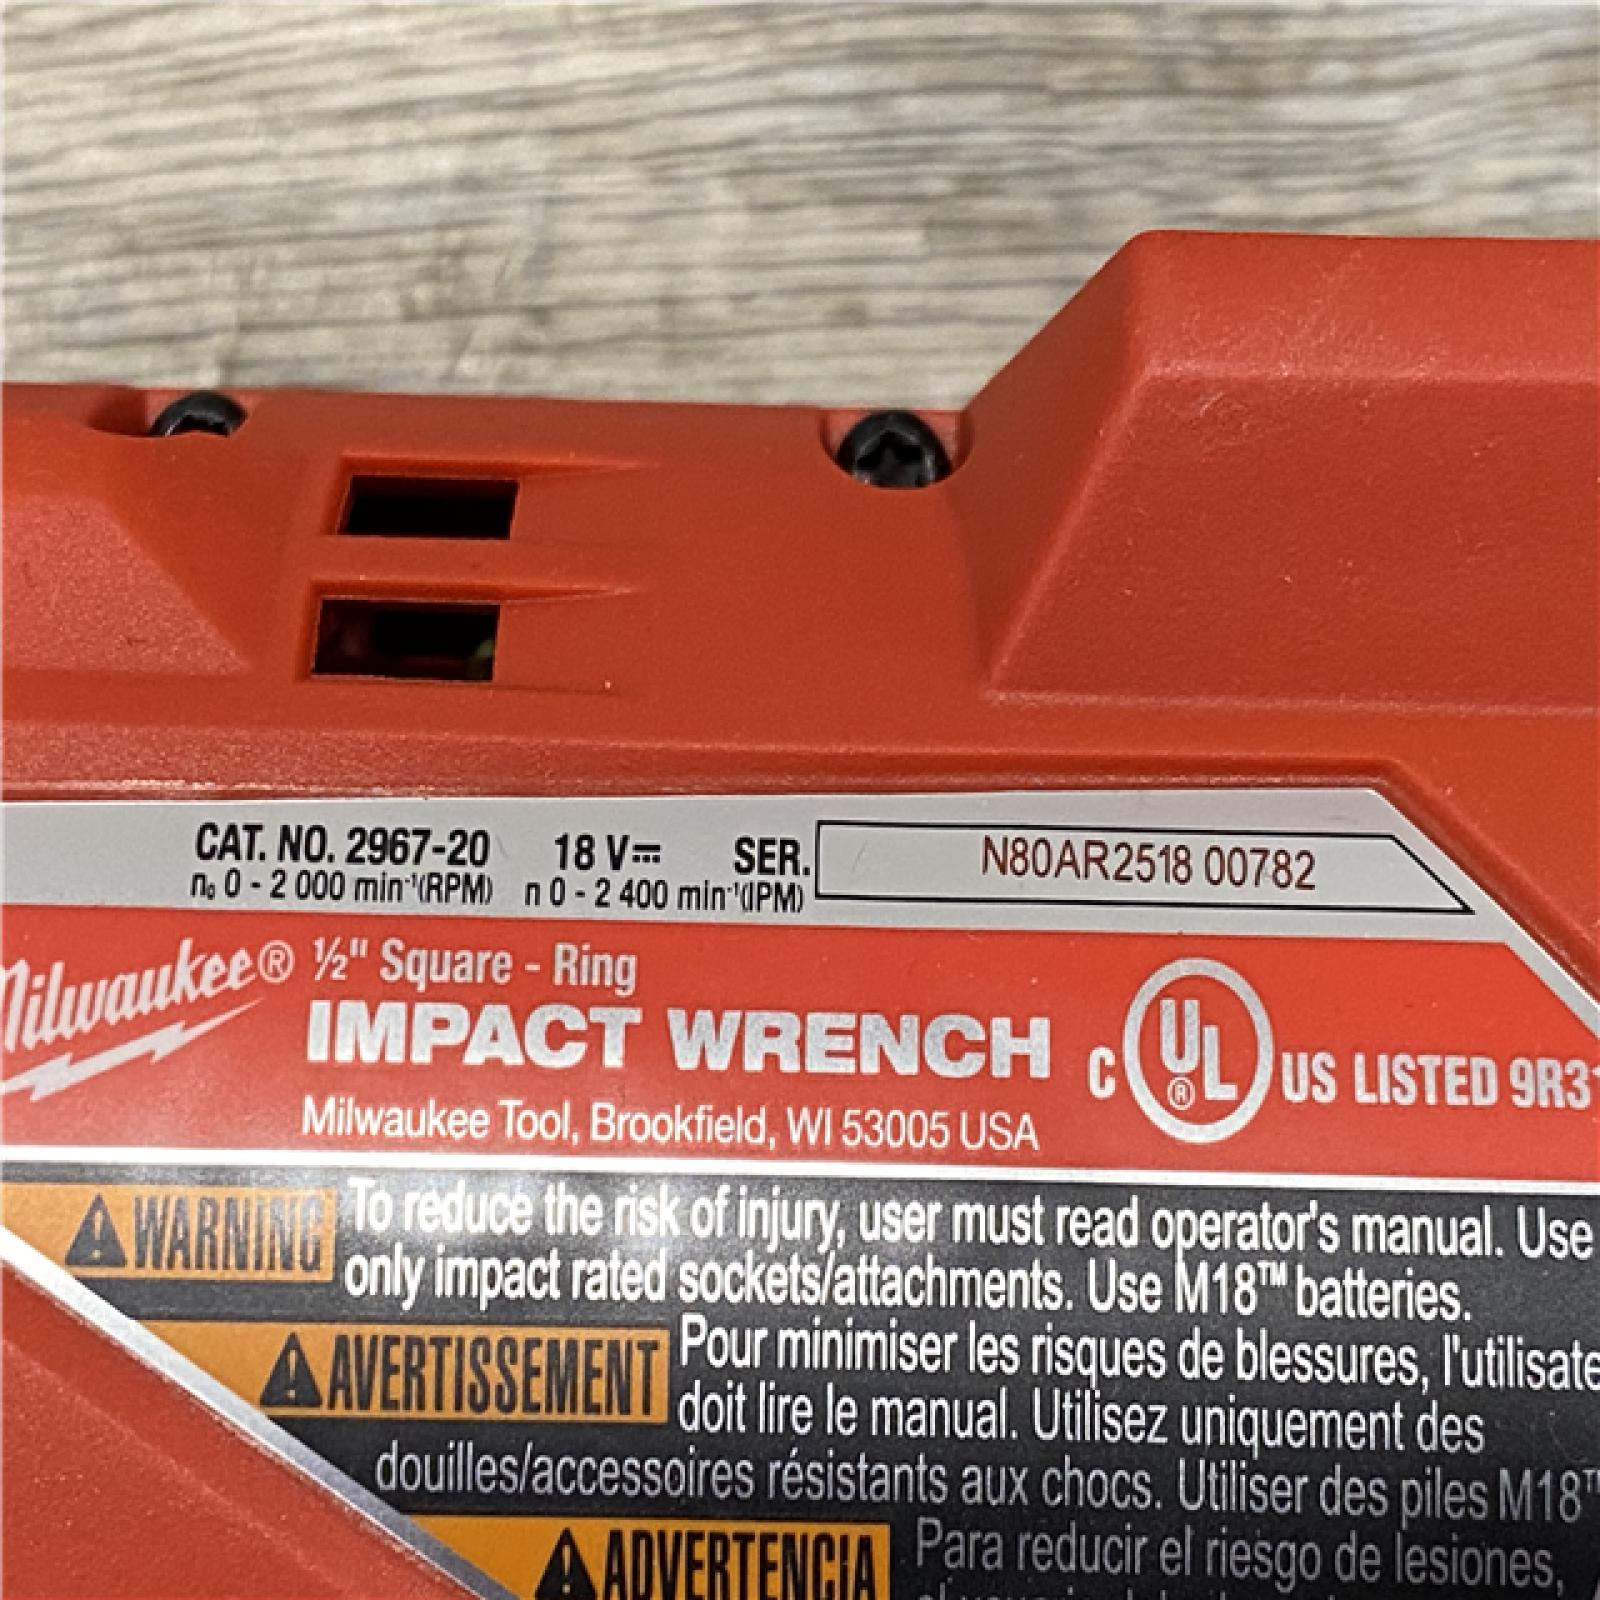 CAT. NO. 2967-20 18 V⎓ SER. N80AR2518 00782
n₀ 0 - 2 000 min⁻¹(RPM) n 0 - 2 400 min⁻¹(IPM)
Milwaukee® ½" Square - Ring
IMPACT WRENCH
Milwaukee Tool, Brookfield, WI 53005 USA
C UL® US LISTED 9R31
WARNING To reduce the risk of injury, user must read operator's manual. Use
only impact rated sockets/attachments. Use M18™ batteries.
AVERTISSEMENT Pour minimiser les risques de blessures, l'utilisate
doit lire le manual. Utilisez uniquement des
douilles/accessoires résistants aux chocs. Utiliser des piles M18™
ADVERTENCIA Para reducir el riesgo de lesiones,